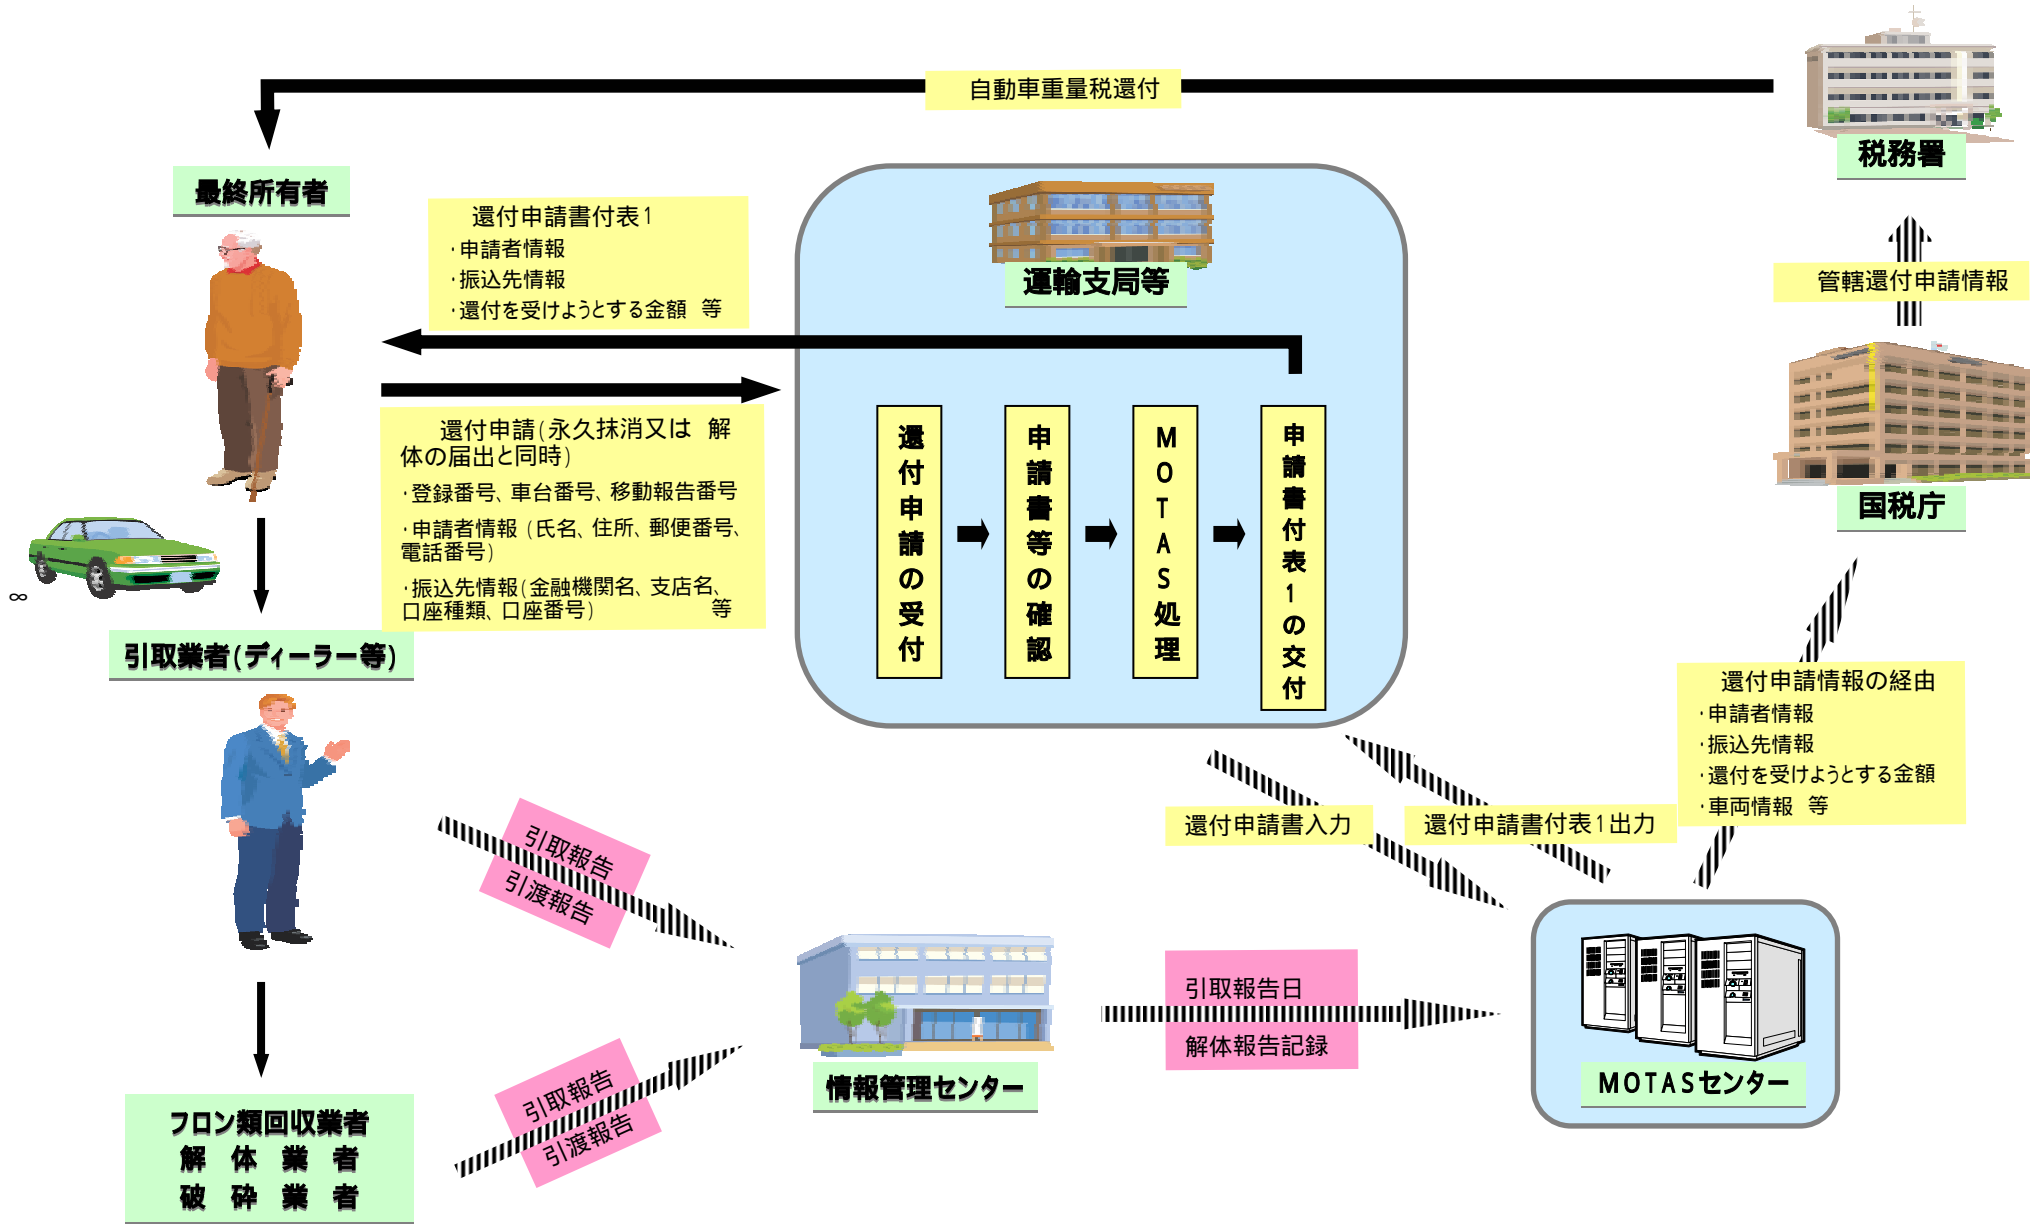 自動車重量税還付
税務署
最終所有者
還付申請書付表1
・申請者情報
・振込先情報
・還付を受けようとする金額 等
運輸支局等
管轄還付申請情報
国税庁
還付申請(永久抹消又は 解
体の届出と同時)
・登録番号、車台番号、移動報告番号
・申請者情報 (氏名、住所、郵便番号、
電話番号)
・振込先情報(金融機関名、支店名、
口座種類、口座番号) 等
還付申請の受付
申請書等の確認
MOTAS処理
申請書付表1の交付
∞
引取業者(ディーラー等)
還付申請情報の経由
・申請者情報
・振込先情報
・還付を受けようとする金額
・車両情報 等
還付申請書入力
還付申請書付表1出力
引取報告
引渡報告
引取報告日
解体報告記録
情報管理センター
MOTASセンター
引取報告
引渡報告
フロン類回収業者
解体業者
破砕業者